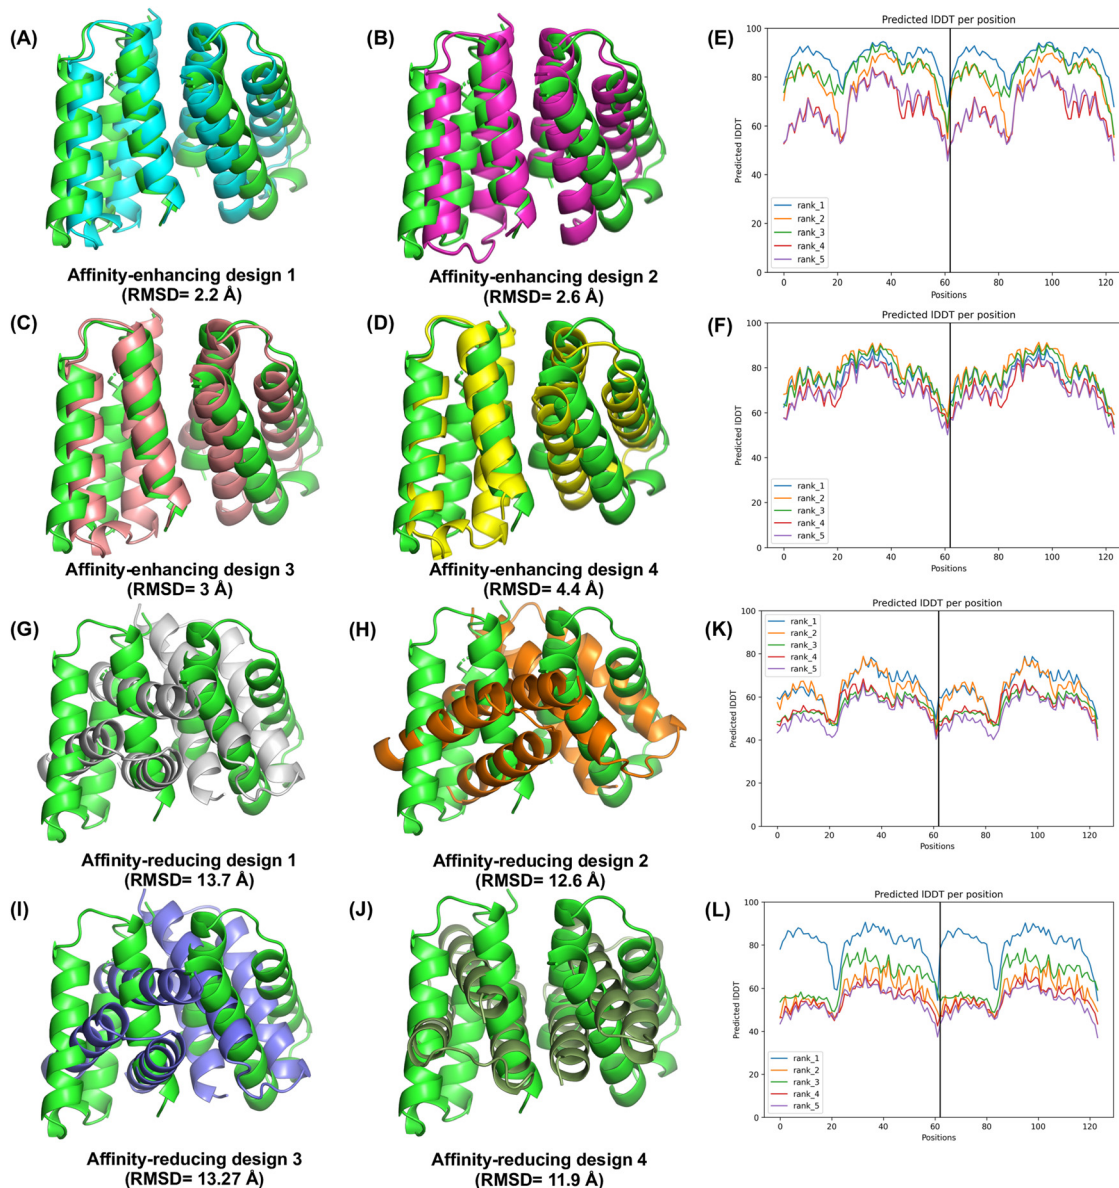 (A)
Affinity-enhancing design 1
(RMSD= 2.2 Å)
(B)
Affinity-enhancing design 2
(RMSD= 2.6 Å)
(E)
Predicted lDDT per position
Predicted lDDT
100
80
60
40
20
0
rank_1
rank_2
rank_3
rank_4
rank_5
0 20 40 60 80 100 120
Positions
(C)
Affinity-enhancing design 3
(RMSD= 3 Å)
(D)
Affinity-enhancing design 4
(RMSD= 4.4 Å)
(F)
Predicted lDDT per position
Predicted lDDT
100
80
60
40
20
0
rank_1
rank_2
rank_3
rank_4
rank_5
0 20 40 60 80 100 120
Positions
(G)
Affinity-reducing design 1
(RMSD= 13.7 Å)
(H)
Affinity-reducing design 2
(RMSD= 12.6 Å)
(K)
Predicted lDDT per position
Predicted lDDT
100
80
60
40
20
0
rank_1
rank_2
rank_3
rank_4
rank_5
0 20 40 60 80 100 120
Positions
(I)
Affinity-reducing design 3
(RMSD= 13.27 Å)
(J)
Affinity-reducing design 4
(RMSD= 11.9 Å)
(L)
Predicted lDDT per position
Predicted lDDT
100
80
60
40
20
0
rank_1
rank_2
rank_3
rank_4
rank_5
0 20 40 60 80 100 120
Positions